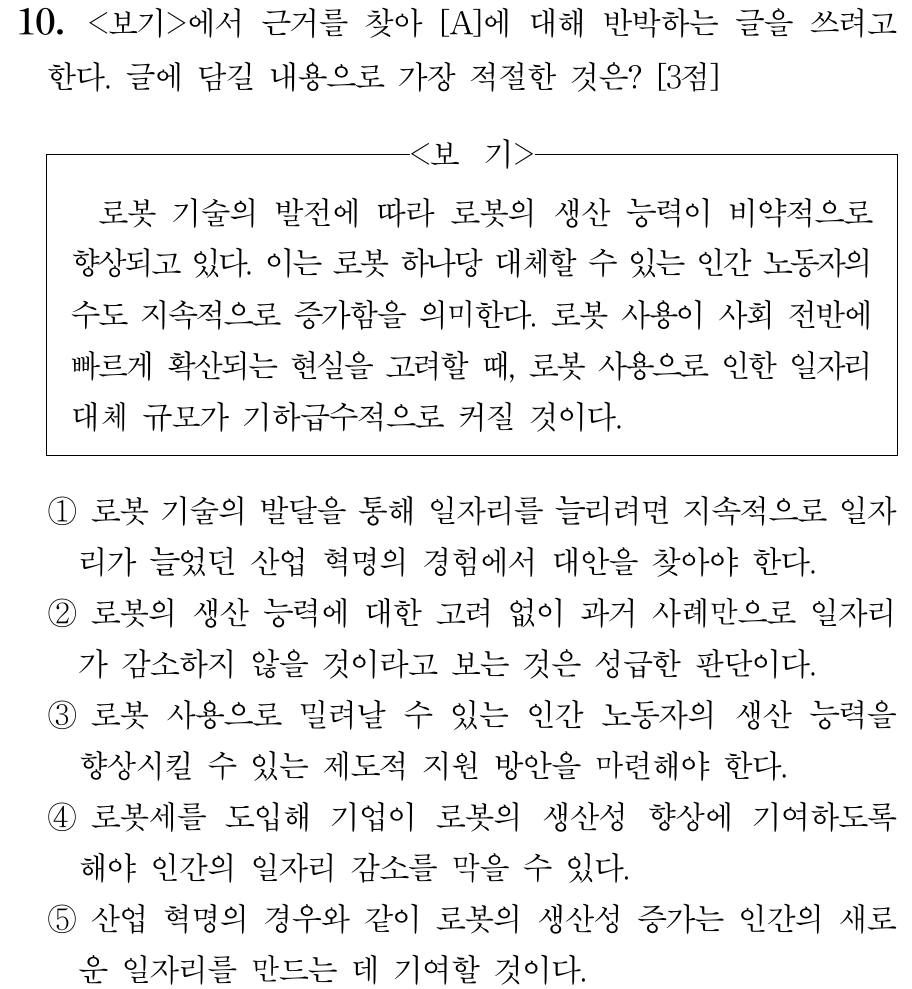 10. <보기>에서 근거를 찾아 [A]에 대해 반박하는 글을 쓰려고
한다. 글에 담길 내용으로 가장 적절한 것은? [3점]
<보 기>
로봇 기술의 발전에 따라 로봇의 생산 능력이 비약적으로
향상되고 있다. 이는 로봇 하나당 대체할 수 있는 인간 노동자의
수도 지속적으로 증가함을 의미한다. 로봇 사용이 사회 전반에
빠르게 확산되는 현실을 고려할 때, 로봇 사용으로 인한 일자리
대체 규모가 기하급수적으로 커질 것이다.
① 로봇 기술의 발달을 통해 일자리를 늘리려면 지속적으로 일자
리가 늘었던 산업 혁명의 경험에서 대안을 찾아야 한다.
② 로봇의 생산 능력에 대한 고려 없이 과거 사례만으로 일자리
가 감소하지 않을 것이라고 보는 것은 성급한 판단이다.
③ 로봇 사용으로 밀려날 수 있는 인간 노동자의 생산 능력을
향상시킬 수 있는 제도적 지원 방안을 마련해야 한다.
④ 로봇세를 도입해 기업이 로봇의 생산성 향상에 기여하도록
해야 인간의 일자리 감소를 막을 수 있다.
⑤ 산업 혁명의 경우와 같이 로봇의 생산성 증가는 인간의 새로
운 일자리를 만드는 데 기여할 것이다.